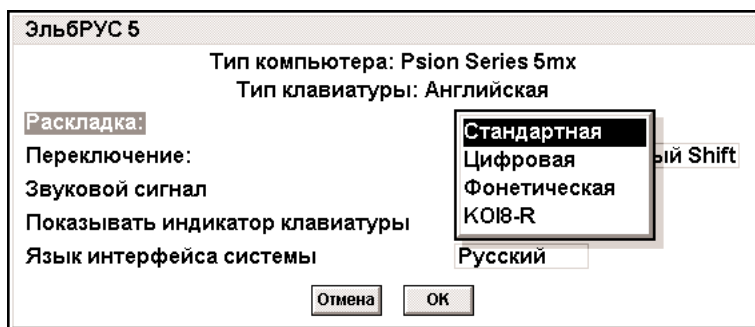 ЭльбРУС 5
Тип компьютера: Psion Series 5mx
Тип клавиатуры: Английская
Раскладка:
Стандартная
Цифровая
Фонетическая
KOI8-R
Переключение:
Shift
Звуковой сигнал
Показывать индикатор клавиатуры
Язык интерфейса системы
Русский
Отмена
OK